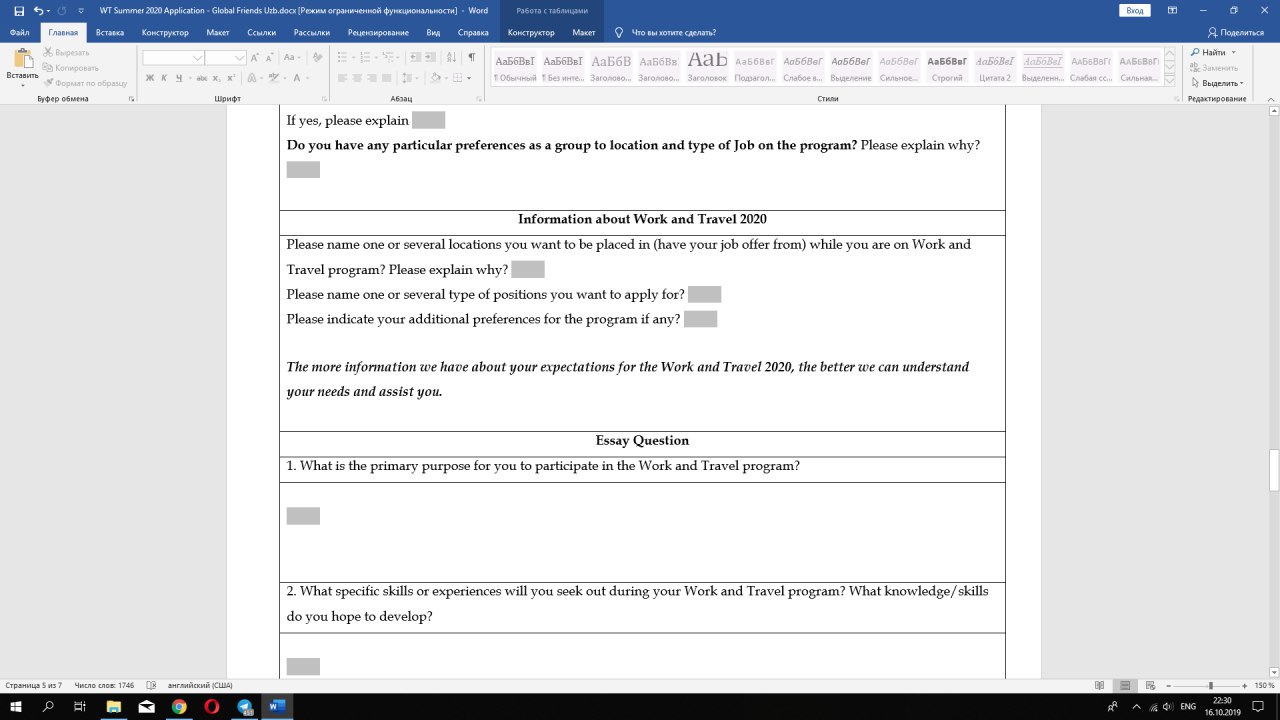 WT Summer 2020 Application - Global Friends Uzb.docx [Режим ограниченной функциональности] - Word
Работа с таблицами
Вход
Файл Главная Вставка Конструктор Макет Ссылки Рассылки Рецензирование Вид Справка Конструктор Макет Что вы хотите сделать? Поделиться
Вставить
Вырезать
Копировать
Формат по образцу
Буфер обмена
Ж К Ч
Шрифт
Абзац
АаБбВвГ АаБбВвГ АаБбВ АаБбВв АаБ АаБбВвГ АаБбВвГ АаБбВвГ АаБбВвГ АаБбВвГ АаБбВвГ АаБбВвГ АаБбВвГ АаБбВвГ
¶ Обычный ¶ Без инте... Заголово... Заголово... Заголовок Подзаголо... Слабое в... Выделение Сильное... Строгий Цитата 2 Выделенн... Слабая сс... Сильная...
Стили
Найти
Заменить
Выделить
Редактирование
If yes, please explain
Do you have any particular preferences as a group to location and type of Job on the program? Please explain why?
Information about Work and Travel 2020
Please name one or several locations you want to be placed in (have your job offer from) while you are on Work and
Travel program? Please explain why?
Please name one or several type of positions you want to apply for?
Please indicate your additional preferences for the program if any?
The more information we have about your expectations for the Work and Travel 2020, the better we can understand
your needs and assist you.
Essay Question
1. What is the primary purpose for you to participate in the Work and Travel program?
2. What specific skills or experiences will you seek out during your Work and Travel program? What knowledge/skills
do you hope to develop?
Страница 5 из 7 Число слов: 1746 английский (США) 150 %
22:30
16.10.2019